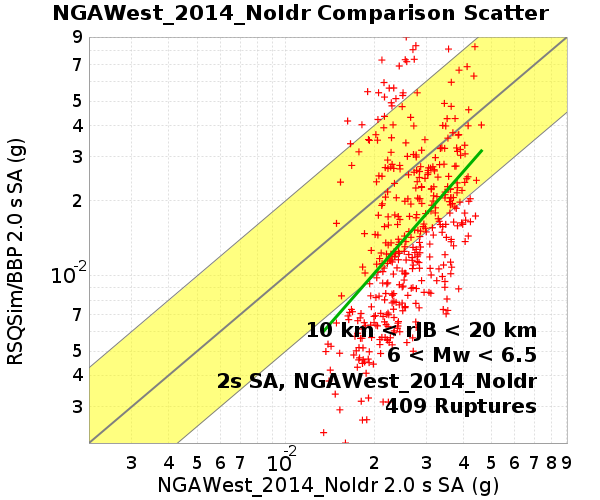 NGAWest_2014_NoIdr Comparison Scatter
9
7
5
4
3
2
10-2
7
5
4
3
RSQSim/BBP 2.0 s SA (g)
10 km < rJB < 20 km
6 < Mw < 6.5
2s SA, NGAWest_2014_NoIdr
409 Ruptures
3 4 5 6 7 10-2 2 3 4 5 6 7 8 9
NGAWest_2014_NoIdr 2.0 s SA (g)